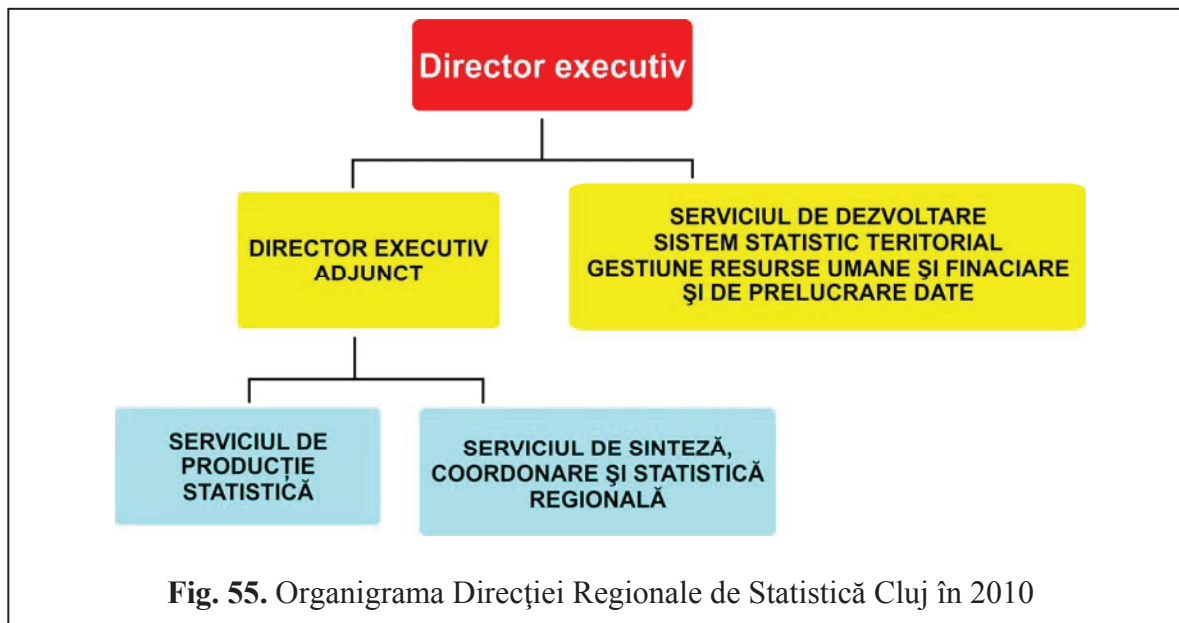 Director executiv
DIRECTOR EXECUTIV
ADJUNCT
SERVICIUL DE DEZVOLTARE
SISTEM STATISTIC TERITORIAL
GESTIUNE RESURSE UMANE ŞI FINACIARE
ŞI DE PRELUCRARE DATE
SERVICIUL DE
PRODUCȚIE
STATISTICĂ
SERVICIUL DE SINTEZĂ,
COORDONARE ŞI STATISTICĂ
REGIONALĂ
Fig. 55. Organigrama Direcţiei Regionale de Statistică Cluj în 2010